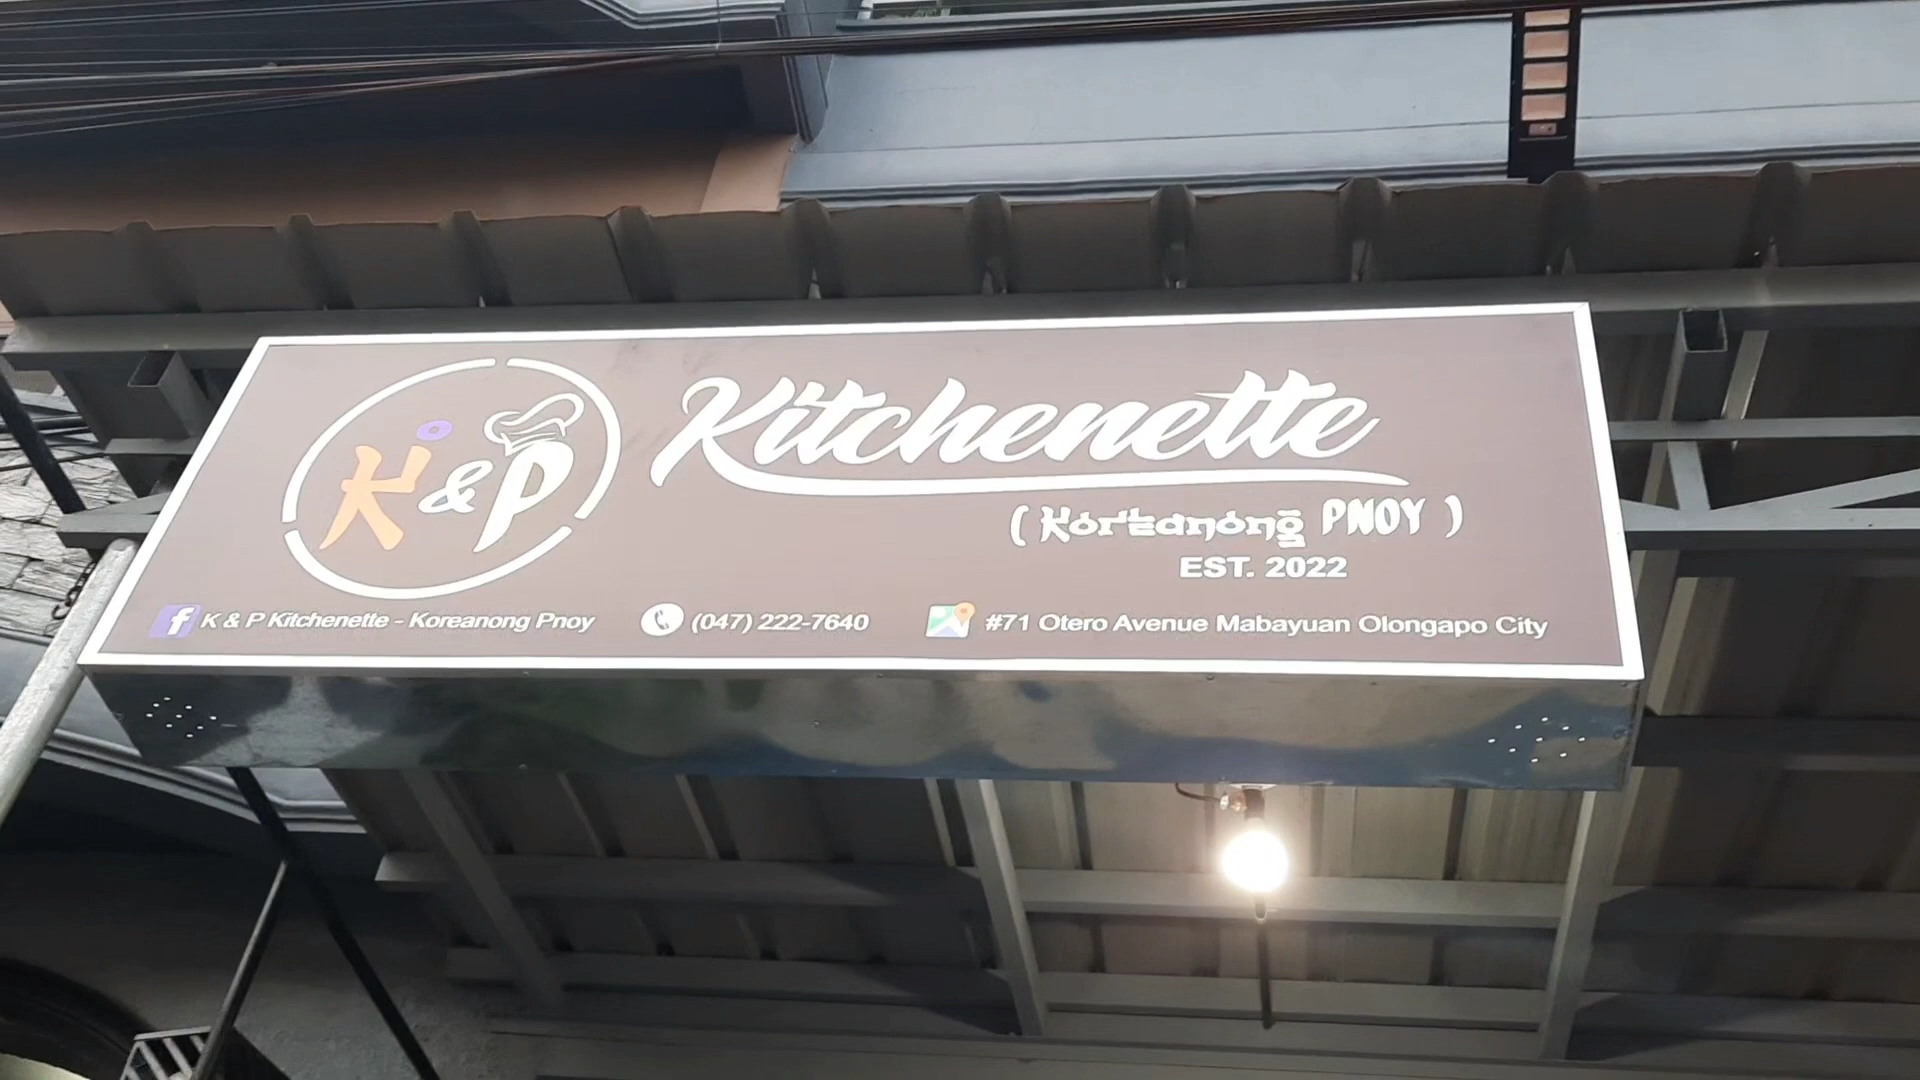 K & P
Kitchenette
( Koreanong PNOY )
EST. 2022
K & P Kitchenette - Koreanong Pnoy
(047) 222-7640
#71 Otero Avenue Mabayuan Olongapo City